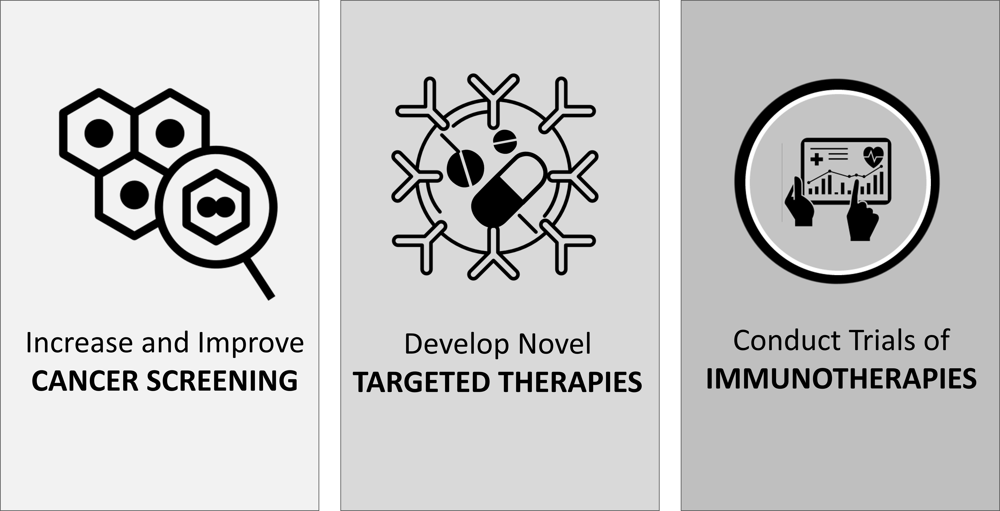 Increase and Improve
CANCER SCREENING
Develop Novel
TARGETED THERAPIES
Conduct Trials of
IMMUNOTHERAPIES